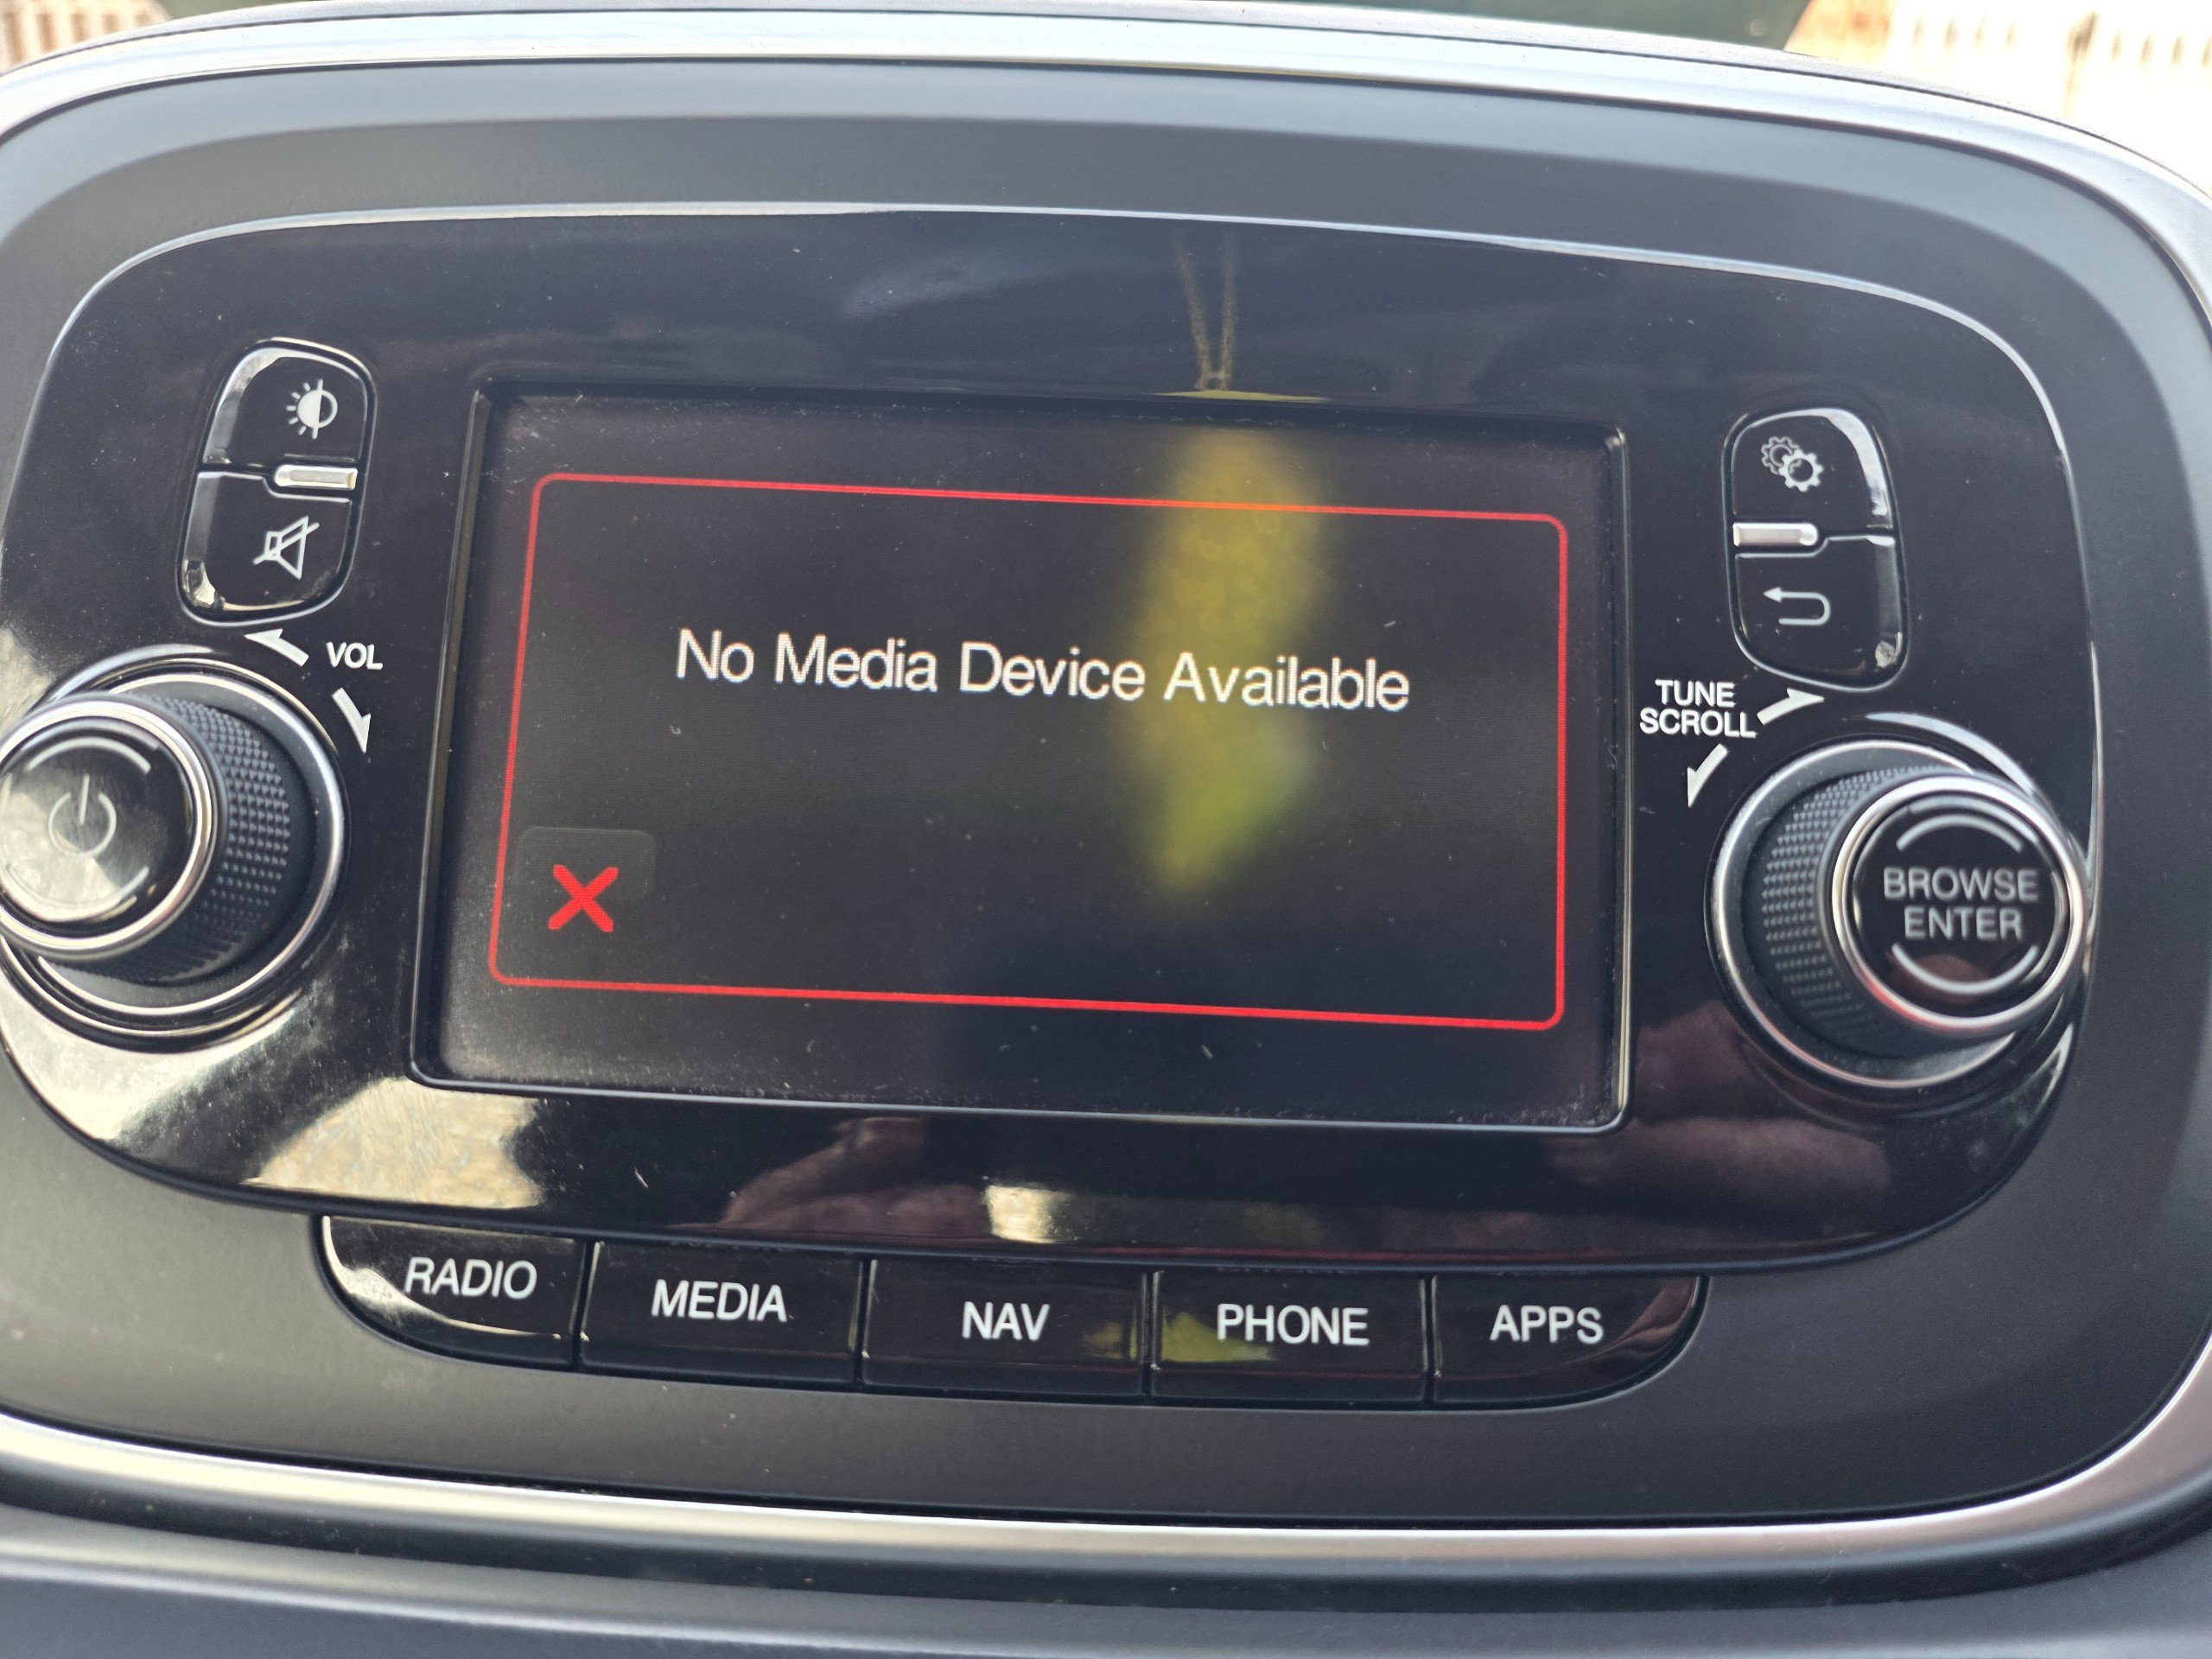 VOL
No Media Device Available
TUNE
SCROLL
BROWSE
ENTER
RADIO
MEDIA
NAV
PHONE
APPS